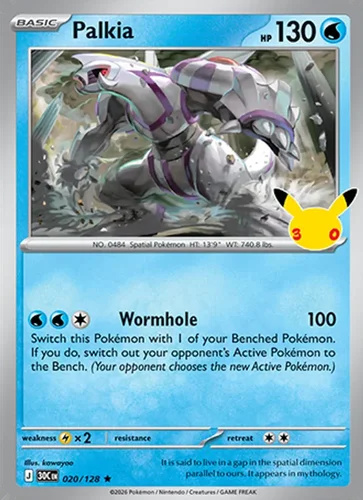 BASIC
Palkia
HP 130
30
NO. 0484 Spatial Pokémon HT: 13'9" WT: 740.8 lbs.
Wormhole 100
Switch this Pokémon with 1 of your Benched Pokémon.
If you do, switch out your opponent's Active Pokémon to
the Bench. (Your opponent chooses the new Active Pokémon.)
weakness ×2 resistance retreat
Illus. kawayoo
J 30C EN 020/128 ★
It is said to live in a gap in the spatial
dimension parallel to ours. It appears in mythology.
©2026 Pokémon / Nintendo / Creatures / GAME FREAK